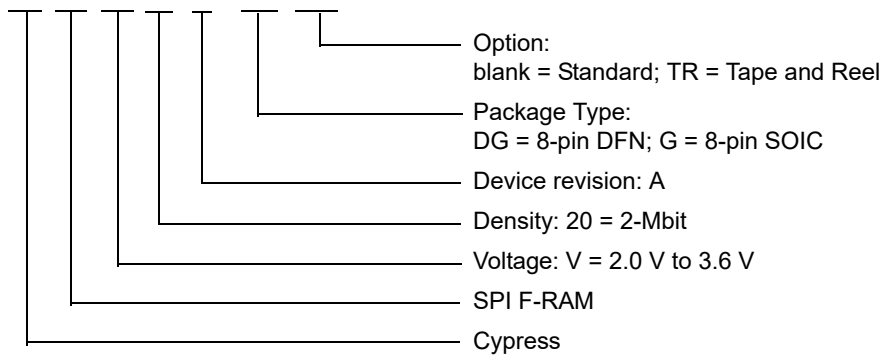 Option:
blank = Standard; TR = Tape and Reel
Package Type:
DG = 8-pin DFN; G = 8-pin SOIC
Device revision: A
Density: 20 = 2-Mbit
Voltage: V = 2.0 V to 3.6 V
SPI F-RAM
Cypress